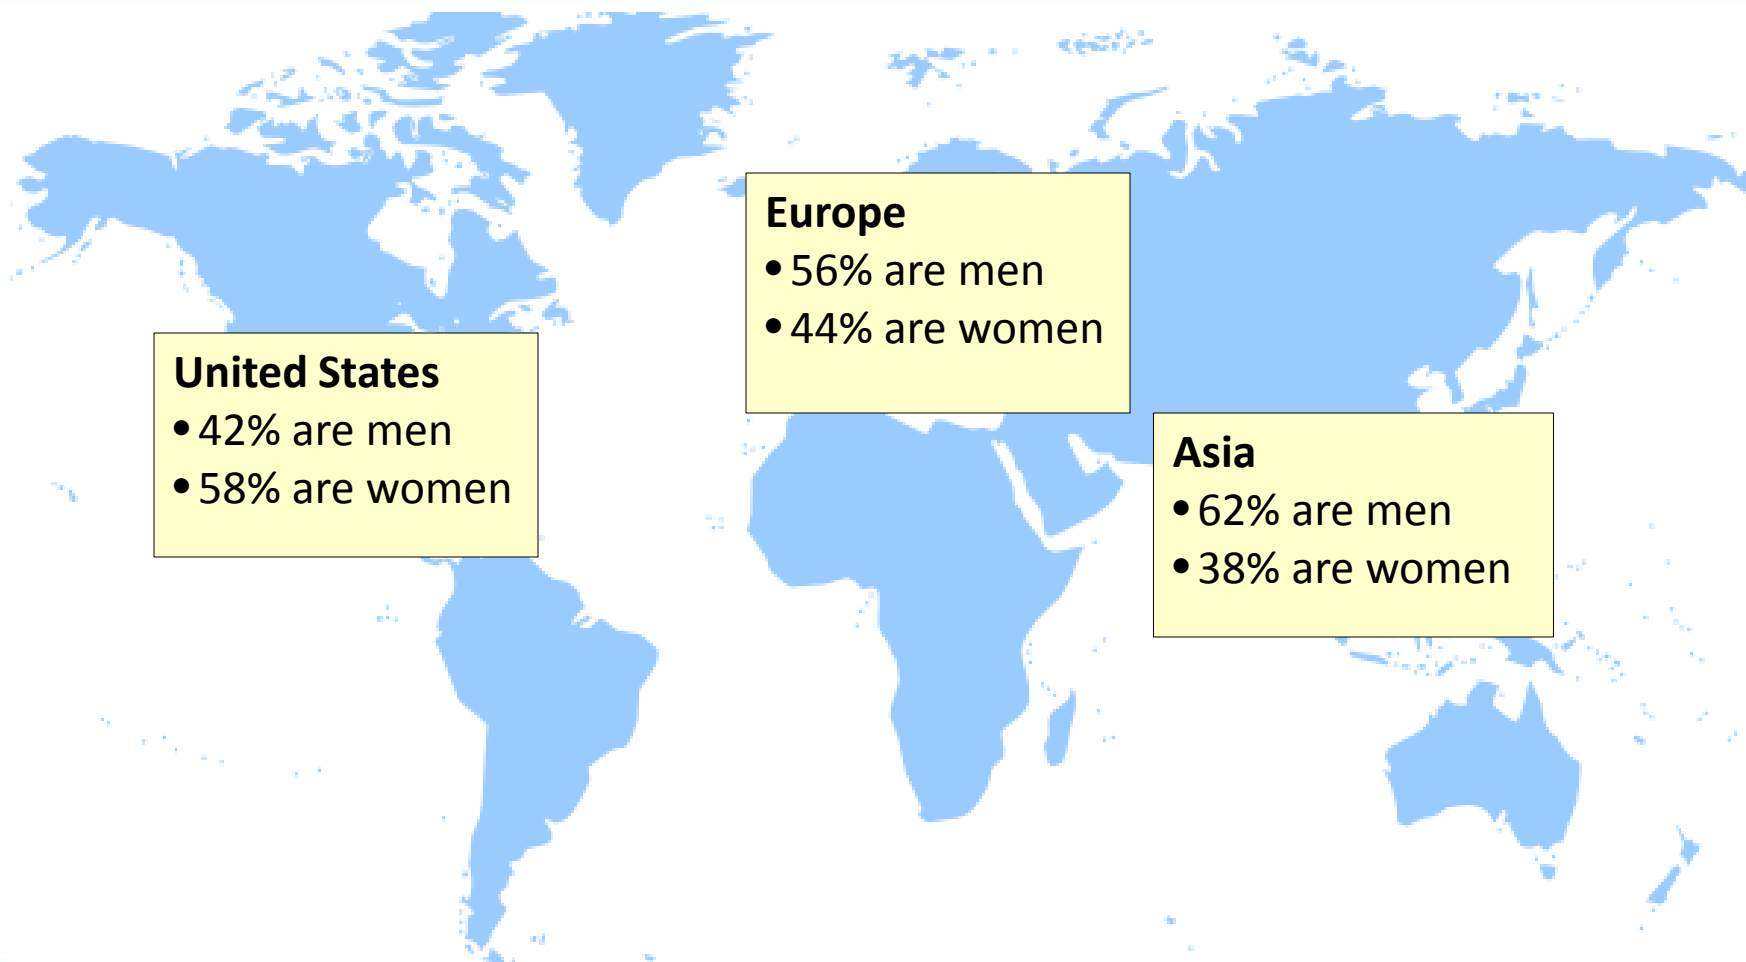 Europe
• 56% are men
• 44% are women
United States
• 42% are men
• 58% are women
Asia
• 62% are men
• 38% are women